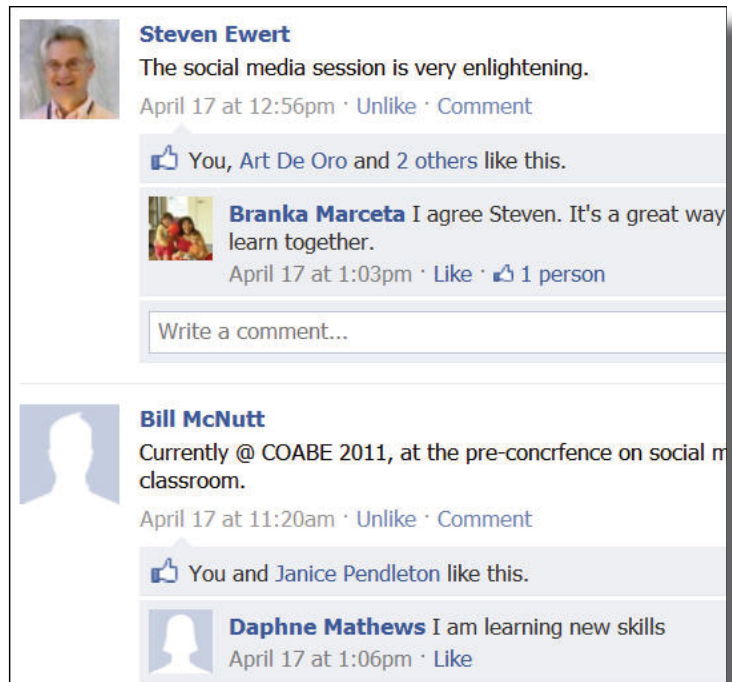 Steven Ewert
The social media session is very enlightening.
April 17 at 12:56pm · Unlike · Comment
You, Art De Oro and 2 others like this.
Branka Marceta I agree Steven. It's a great way
learn together.
April 17 at 1:03pm · Like · 1 person
Write a comment...
Bill McNutt
Currently @ COABE 2011, at the pre-concrfence on social m
classroom.
April 17 at 11:20am · Unlike · Comment
You and Janice Pendleton like this.
Daphne Mathews I am learning new skills
April 17 at 1:06pm · Like